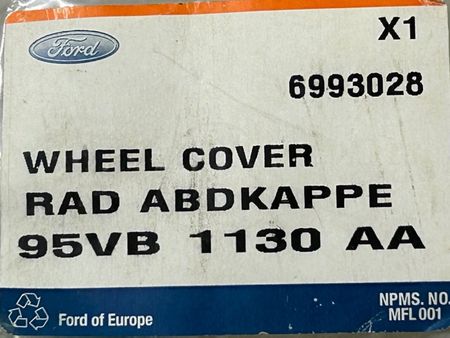 Ford
X1
6993028
WHEEL COVER
RAD ABDKAPPE
95VB 1130 AA
Ford of Europe
NPMS. NO.
MFL 001